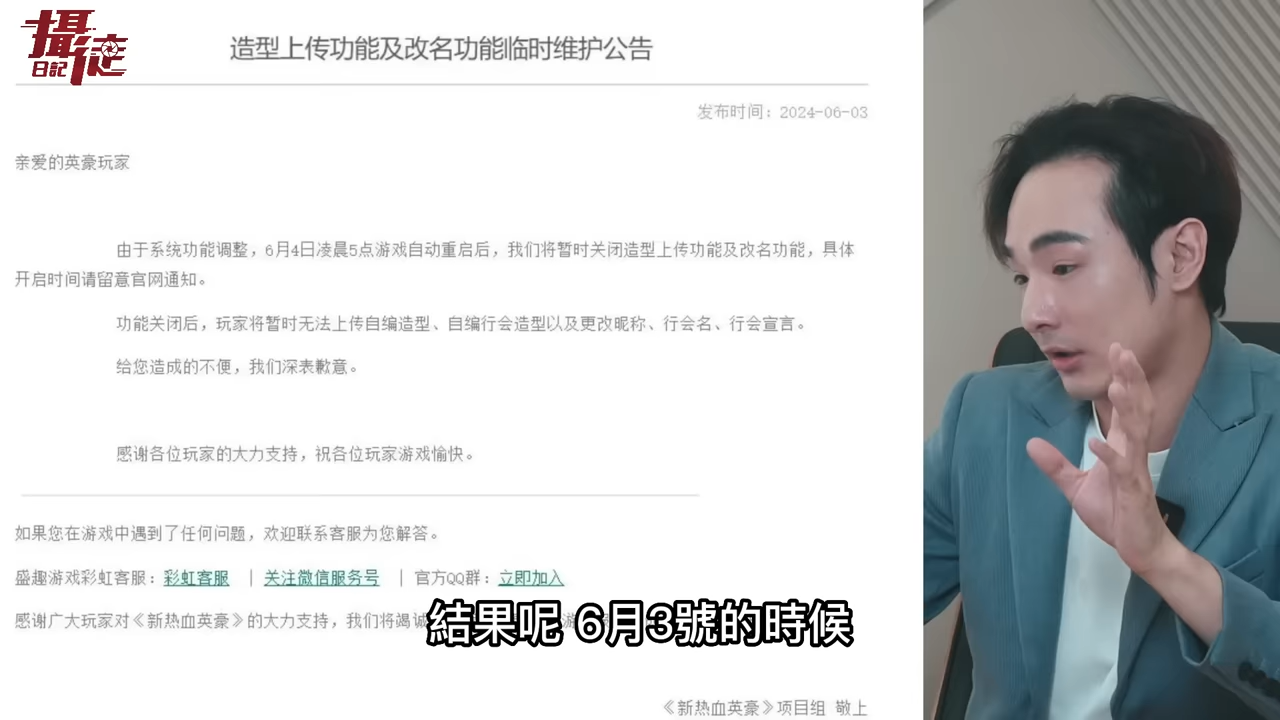 攝徒
日記
造型上传功能及改名功能临时维护公告
发布时间：2024-06-03
亲爱的英豪玩家
由于系统功能调整，6月4日凌晨5点游戏自动重启后，我们将暂时关闭造型上传功能及改名功能，具体
开启时间请留意官网通知。
功能关闭后，玩家将暂时无法上传自编造型、自编行会造型以及更改昵称、行会名、行会宣言。
给您造成的不便，我们深表歉意。
感谢各位玩家的大力支持，祝各位玩家游戏愉快。
如果您在游戏中遇到了任何问题，欢迎联系客服为您解答。
盛趣游戏彩虹客服：彩虹客服 ｜ 关注微信服务号 ｜ 官方QQ群：立即加入
感谢广大玩家对《新热血英豪》的大力支持，我们将竭诚
結果呢 6月3號的時候
《新热血英豪》项目组 敬上